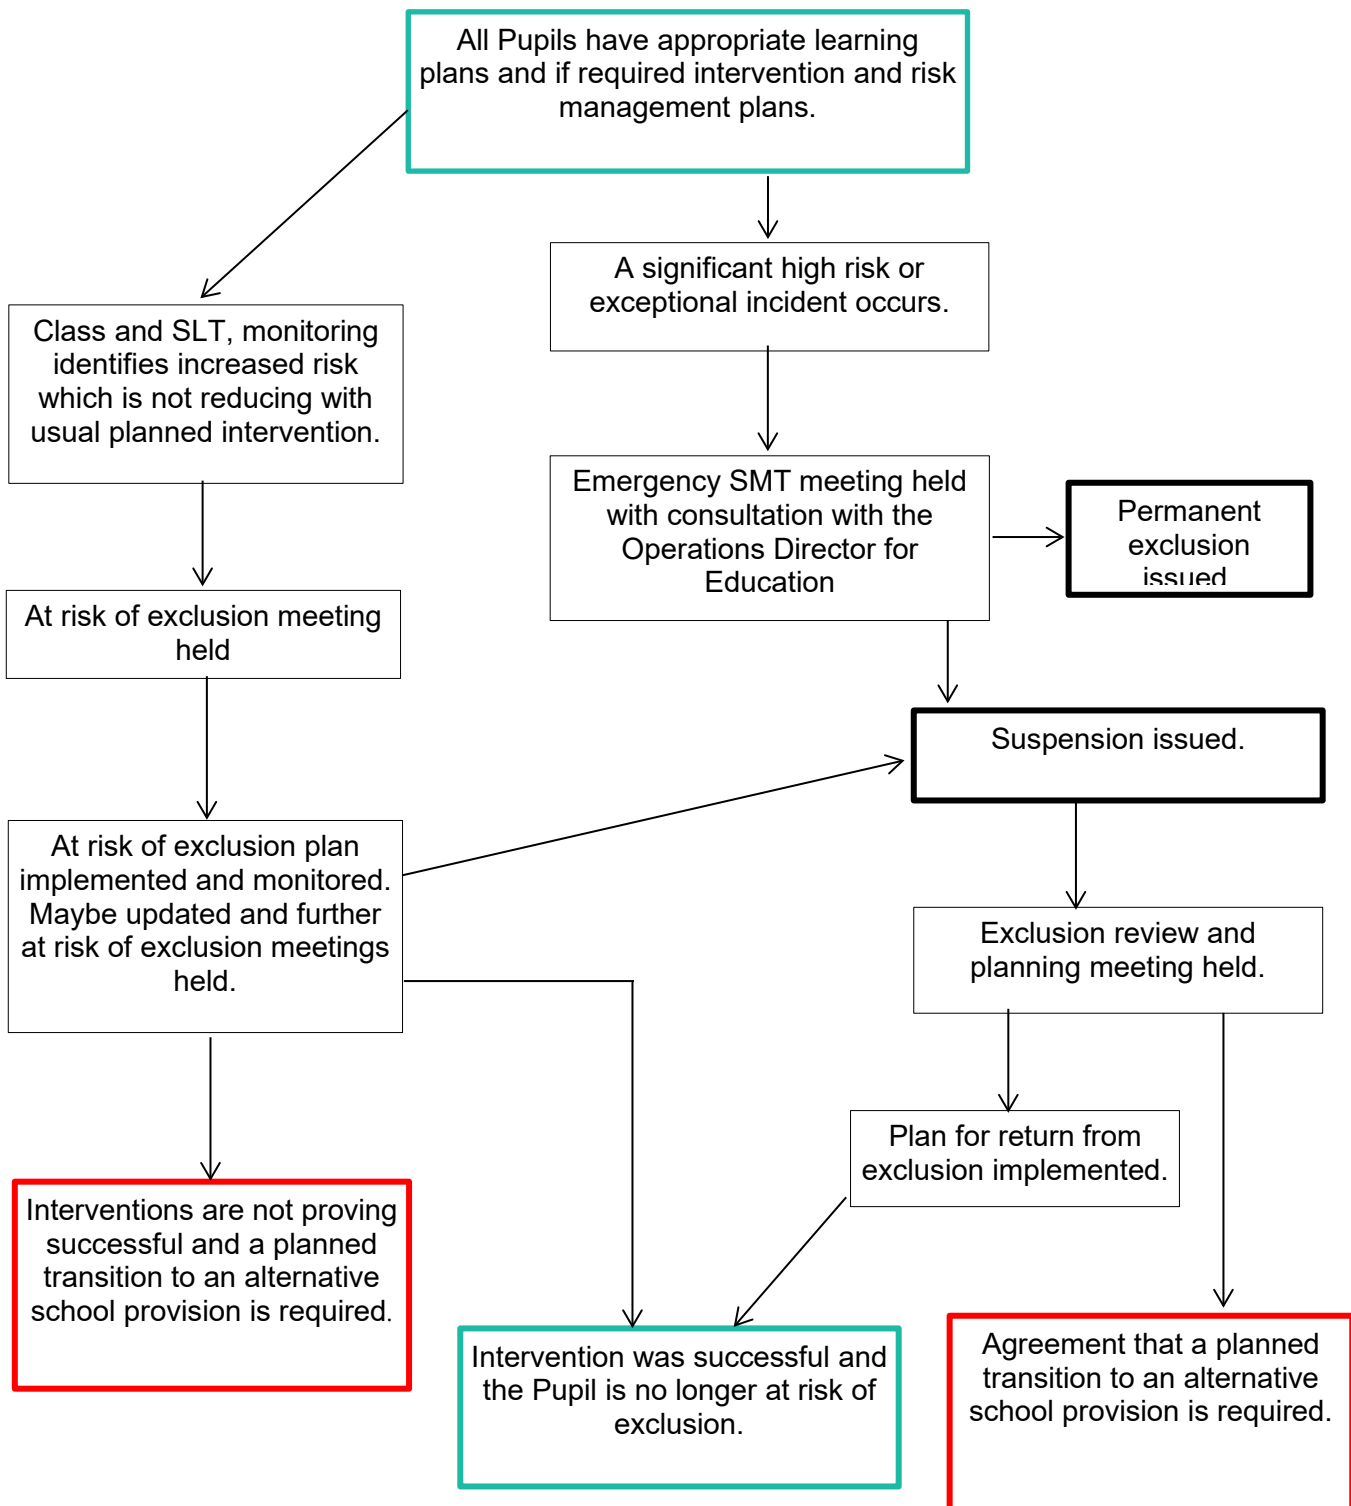 All Pupils have appropriate learning
plans and if required intervention and risk
management plans.
A significant high risk or
exceptional incident occurs.
Class and SLT, monitoring
identifies increased risk
which is not reducing with
usual planned intervention.
Emergency SMT meeting held
with consultation with the
Operations Director for
Education
Permanent
exclusion
issued
At risk of exclusion meeting
held
Suspension issued.
At risk of exclusion plan
implemented and monitored.
Maybe updated and further
at risk of exclusion meetings
held.
Exclusion review and
planning meeting held.
Plan for return from
exclusion implemented.
Interventions are not proving
successful and a planned
transition to an alternative
school provision is required.
Intervention was successful and
the Pupil is no longer at risk of
exclusion.
Agreement that a planned
transition to an alternative
school provision is required.